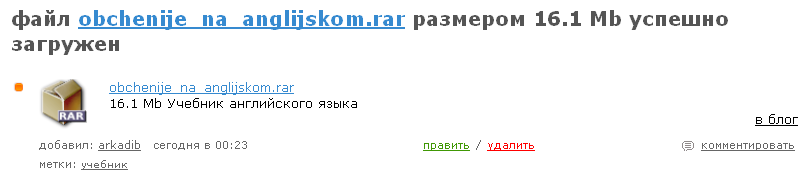 файл obchenije_na_anglijskom.rar размером 16.1 Mb успешно
загружен
obchenije_na_anglijskom.rar
16.1 Mb Учебник английского языка
RAR
в блог
добавил: arkadib сегодня в 00:23
править / удалить
комментировать
метки: учебник